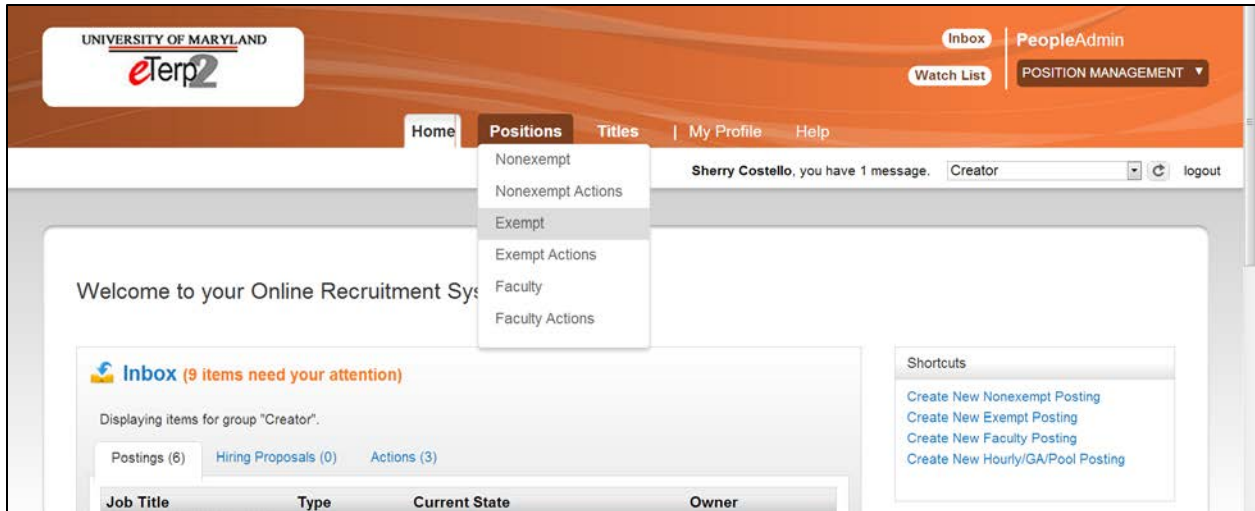 UNIVERSITY OF MARYLAND
eTerp2
Inbox
PeopleAdmin
Watch List
POSITION MANAGEMENT
Home Positions Titles | My Profile Help
Sherry Costello, you have 1 message. Creator logout
Nonexempt
Nonexempt Actions
Exempt
Exempt Actions
Faculty
Faculty Actions
Welcome to your Online Recruitment Sys
Inbox (9 items need your attention)
Displaying items for group "Creator".
Postings (6) Hiring Proposals (0) Actions (3)
Job Title Type Current State Owner
Shortcuts
Create New Nonexempt Posting
Create New Exempt Posting
Create New Faculty Posting
Create New Hourly/GA/Pool Posting